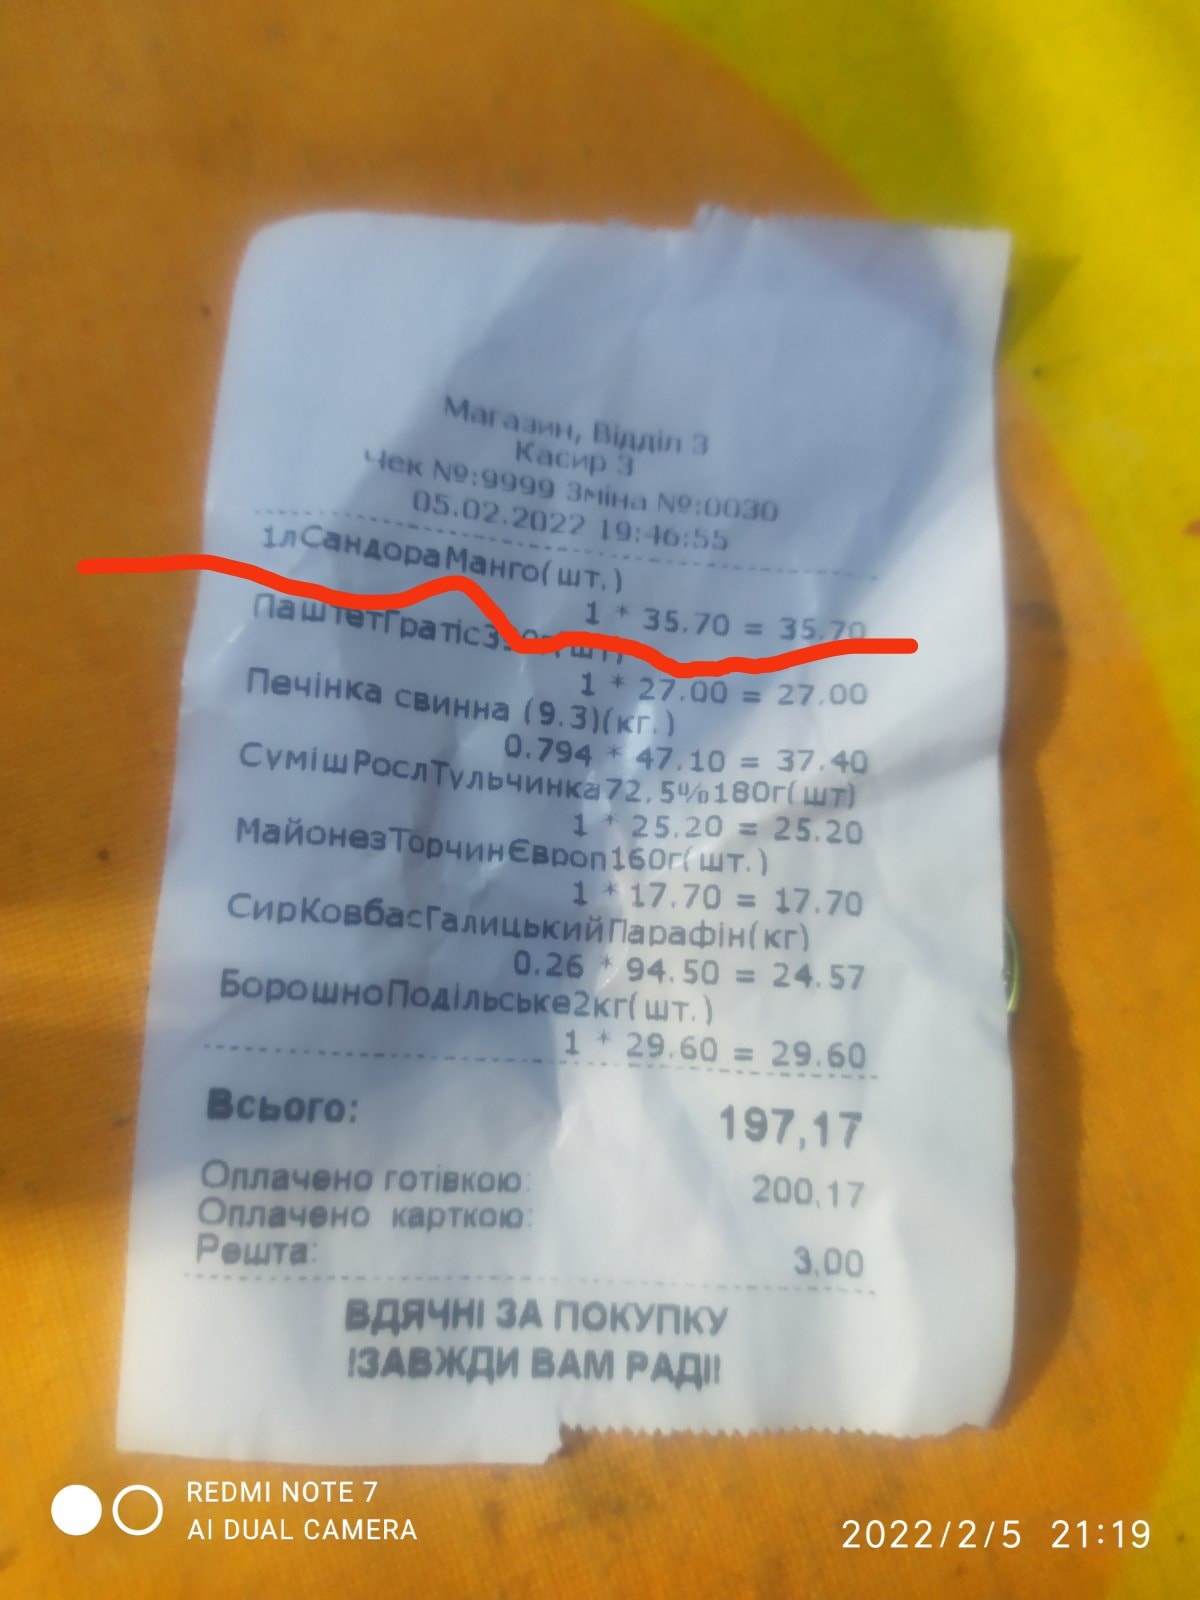 Магазин, Відділ 3
Касир 3
Чек №:9999 Зміна №:0030
05.02.2022 19:46:55
1лСандораМанго(шт.)
1 * 35.70 = 35.70
(шт)
1 * 27.00 = 27.00
Печінка свинна (9.3)(кг.)
0.794 * 47.10 = 37.40
СумішРослТульчинка72,5%180г(шт)
1 * 25.20 = 25.20
МайонезТорчинЄвроп160г(шт.)
1 * 17.70 = 17.70
СирКовбасГалицькийПарафін(кг)
0.26 * 94.50 = 24.57
БорошноПодільське2кг(шт.)
1 * 29.60 = 29.60
Всього: 197,17
Оплачено готівкою: 200,17
Оплачено карткою:
Решта: 3,00
ВДЯЧНІ ЗА ПОКУПКУ
!ЗАВЖДИ ВАМ РАДІ!
REDMI NOTE 7
AI DUAL CAMERA
2022/2/5 21:19